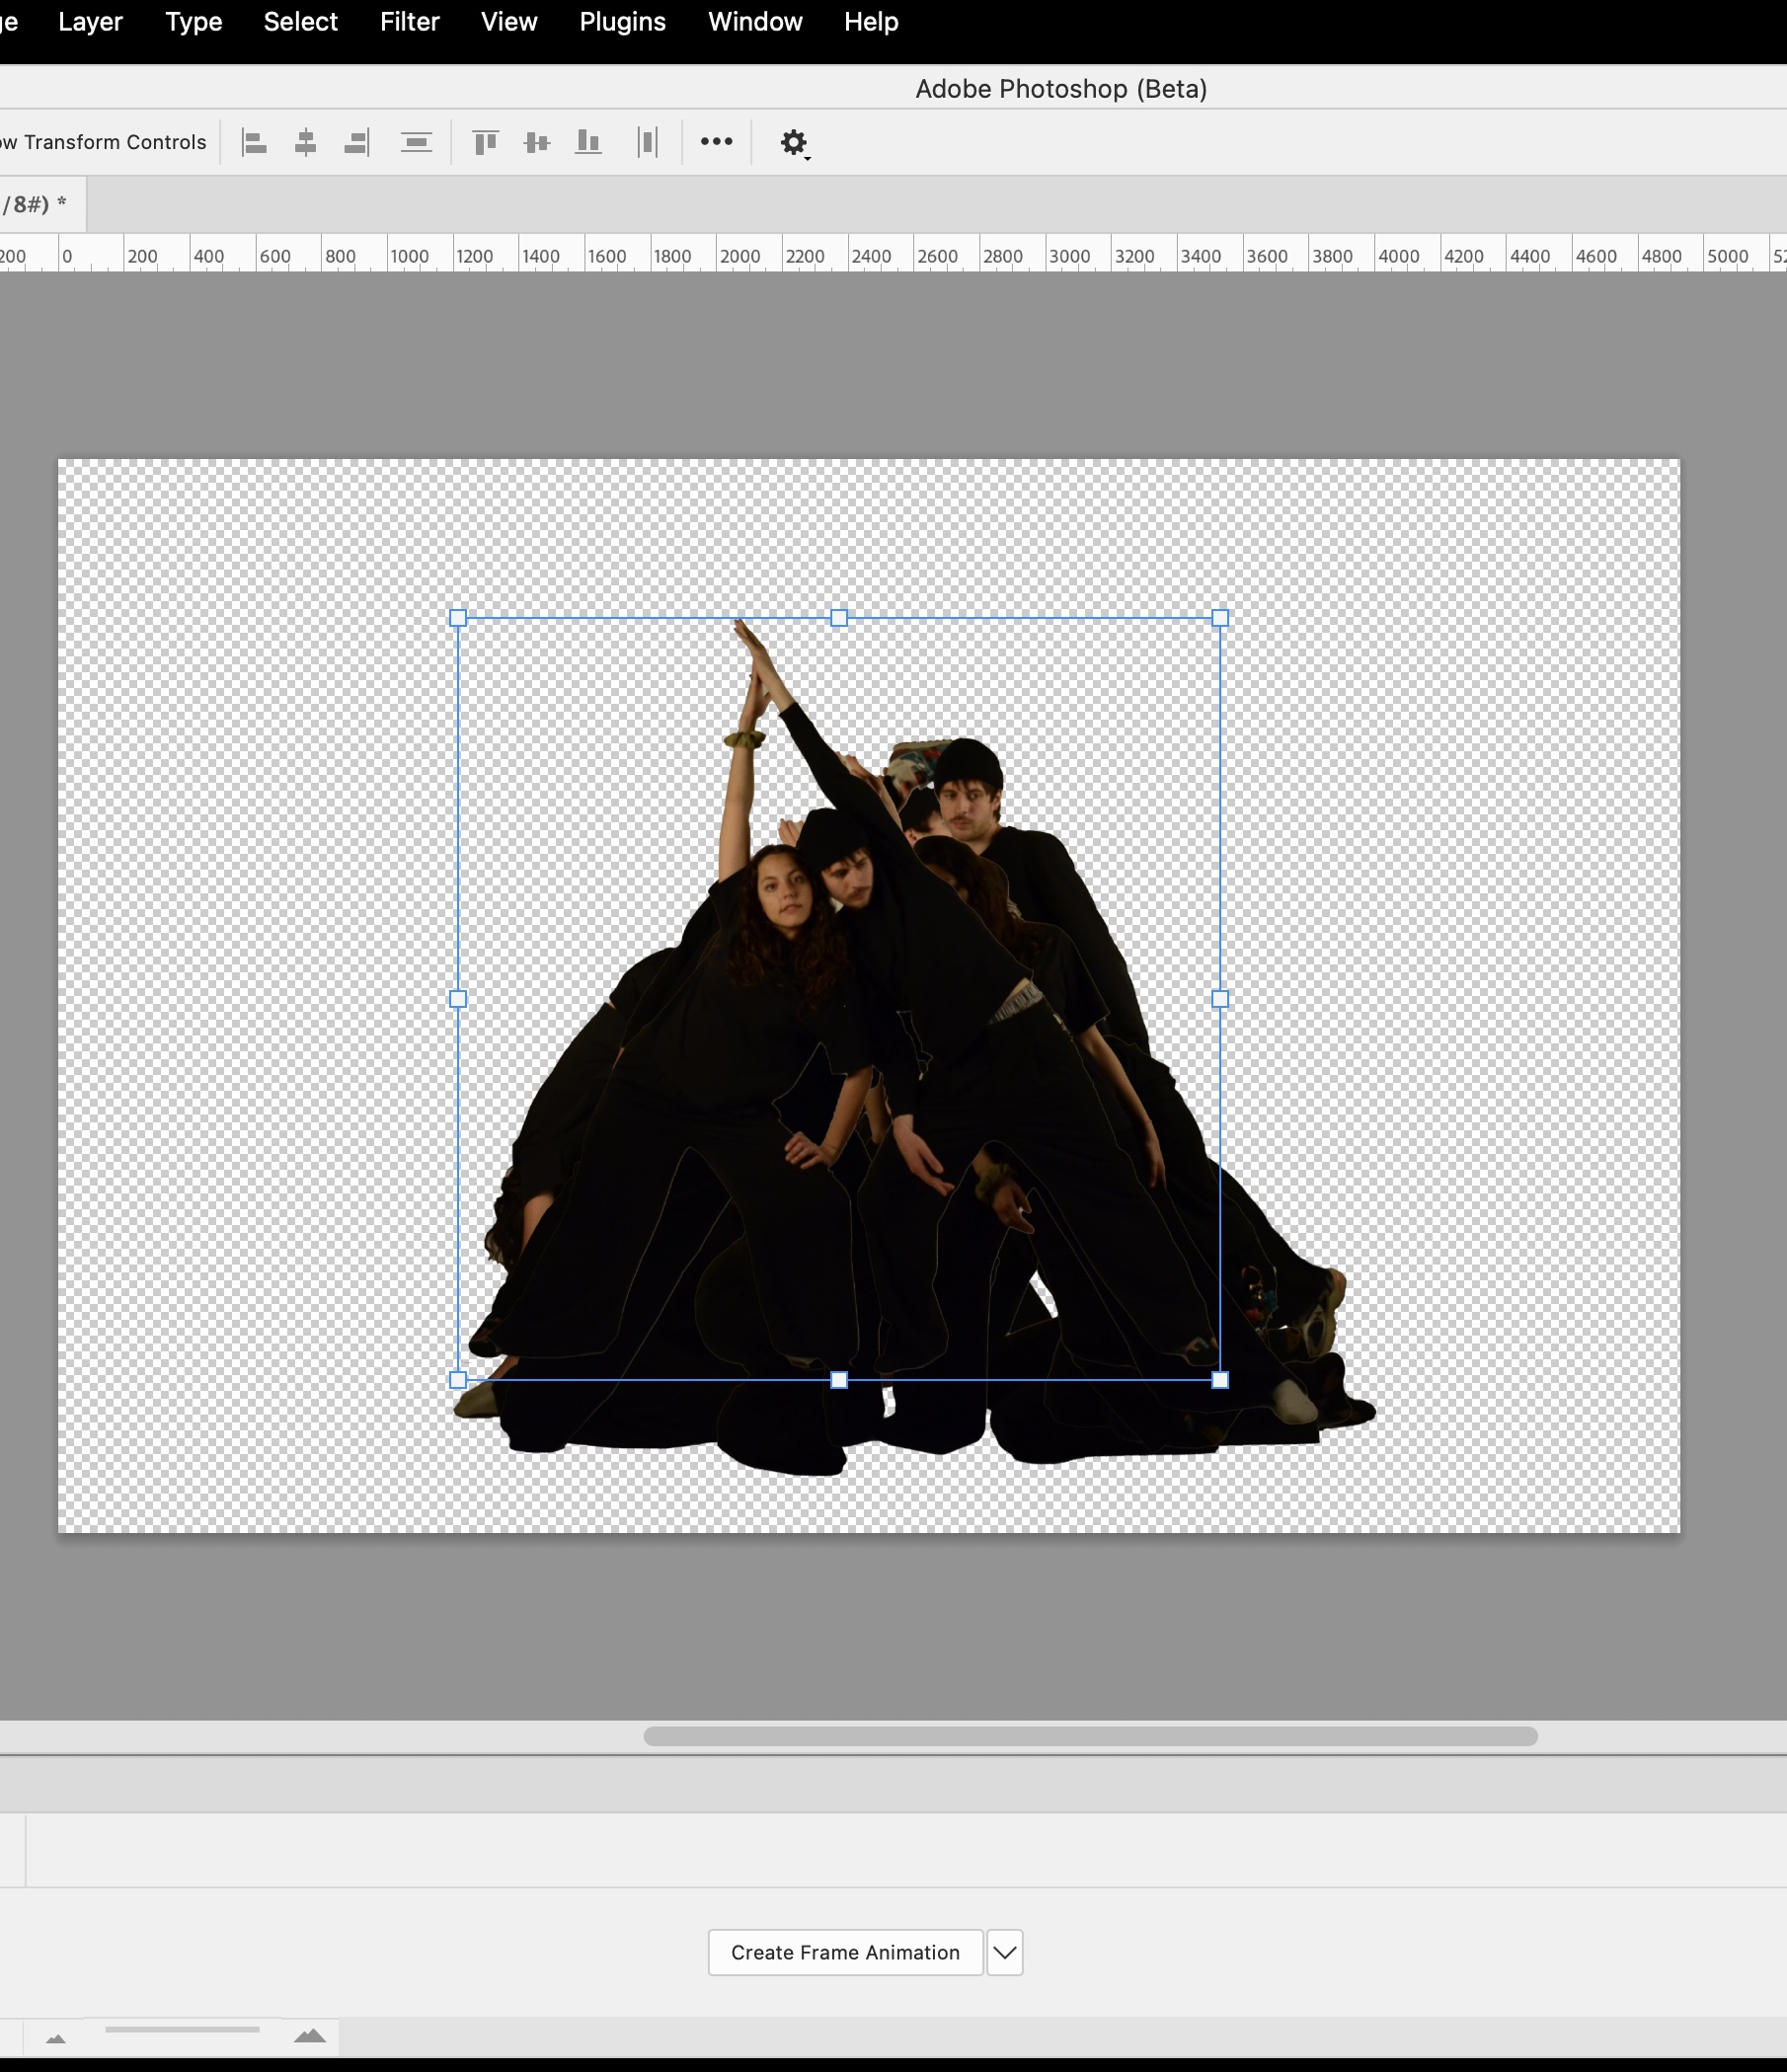 ge Layer Type Select Filter View Plugins Window Help
Adobe Photoshop (Beta)
ow Transform Controls
/8#) *
200 0 200 400 600 800 1000 1200 1400 1600 1800 2000 2200 2400 2600 2800 3000 3200 3400 3600 3800 4000 4200 4400 4600 4800 5000 52
Create Frame Animation